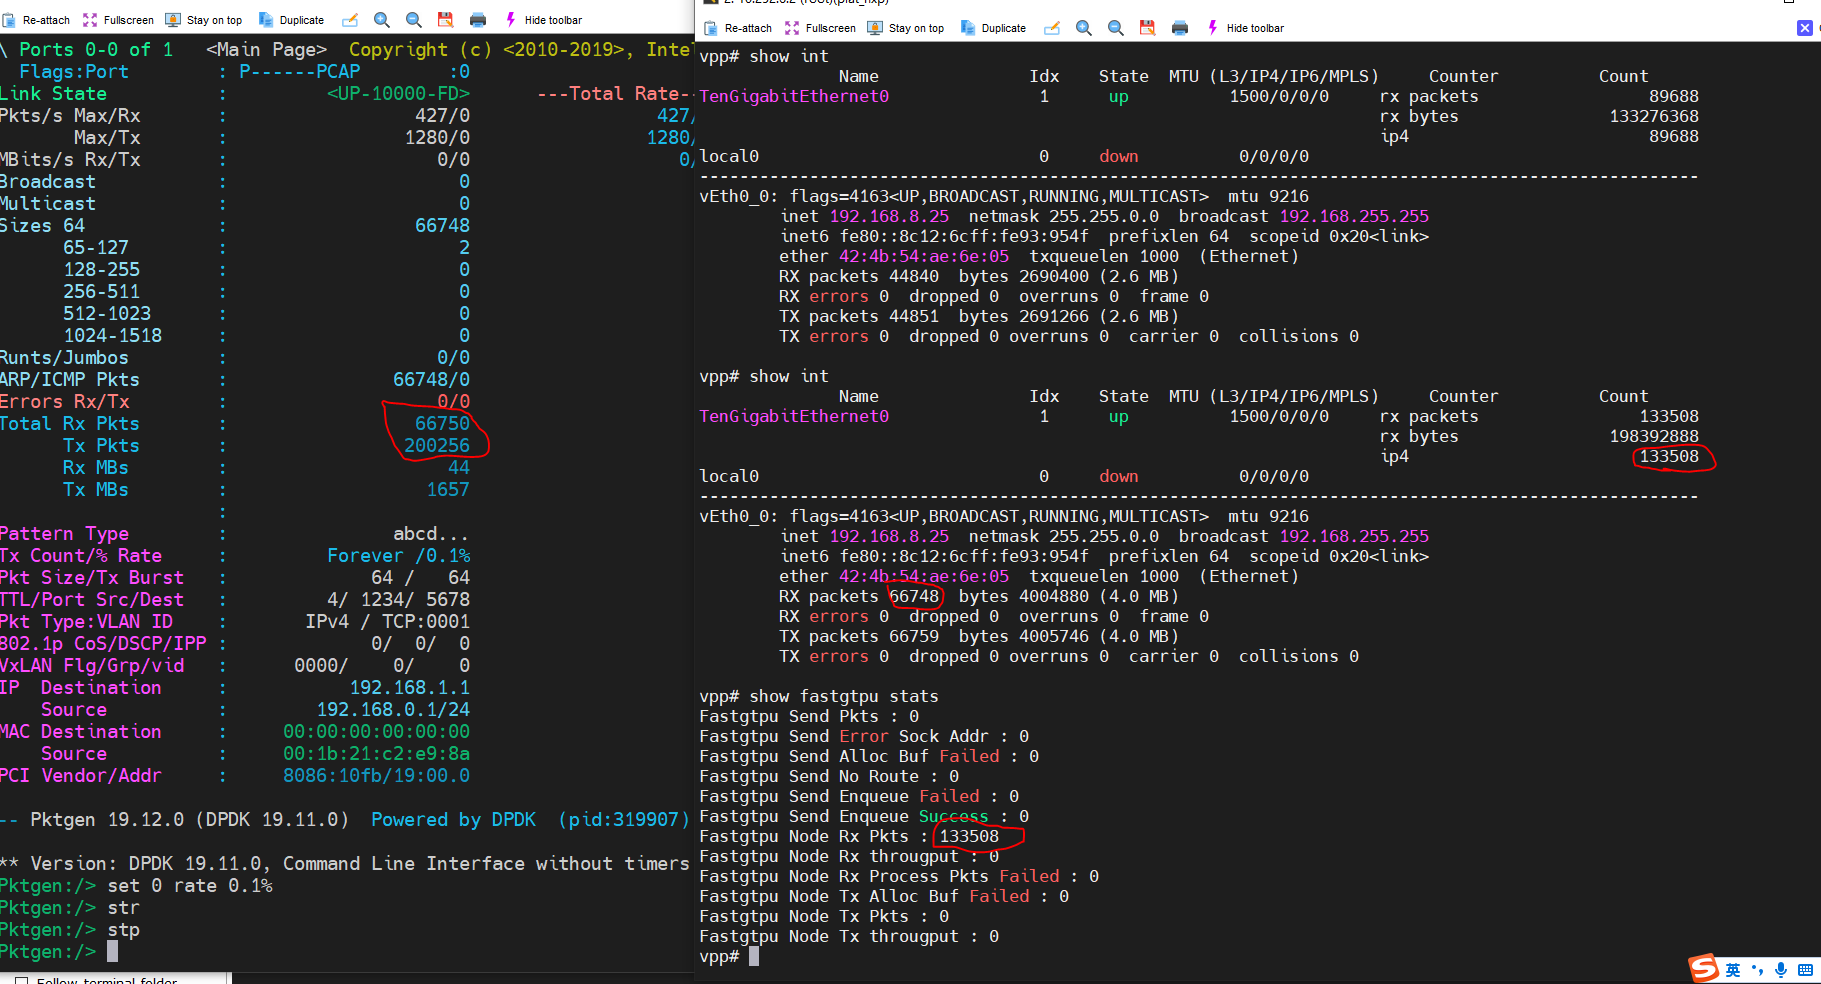 Re-attach Fullscreen Stay on top Duplicate Hide toolbar
\ Ports 0-0 of 1 <Main Page> Copyright (c) <2010-2019>, Inte
Flags:Port : P------PCAP :0
Link State : <UP-10000-FD> ---Total Rate-
Pkts/s Max/Rx : 427/0 427/
Max/Tx : 1280/0 1280/
MBits/s Rx/Tx : 0/0 0/
Broadcast : 0
Multicast : 0
Sizes 64 : 66748
65-127 : 2
128-255 : 0
256-511 : 0
512-1023 : 0
1024-1518 : 0
Runts/Jumbos : 0/0
ARP/ICMP Pkts : 66748/0
Errors Rx/Tx : 0/0
Total Rx Pkts : 66750
Tx Pkts : 200256
Rx MBs : 44
Tx MBs : 1657
:
Pattern Type : abcd...
Tx Count/% Rate : Forever /0.1%
Pkt Size/Tx Burst : 64 / 64
TTL/Port Src/Dest : 4/ 1234/ 5678
Pkt Type:VLAN ID : IPv4 / TCP:0001
802.1p CoS/DSCP/IPP : 0/ 0/ 0
VxLAN Flg/Grp/vid : 0000/ 0/ 0
IP Destination : 192.168.1.1
Source : 192.168.0.1/24
MAC Destination : 00:00:00:00:00:00
Source : 00:1b:21:c2:e9:8a
PCI Vendor/Addr : 8086:10fb/19:00.0
-- Pktgen 19.12.0 (DPDK 19.11.0) Powered by DPDK (pid:319907)
** Version: DPDK 19.11.0, Command Line Interface without timers
Pktgen:/> set 0 rate 0.1%
Pktgen:/> str
Pktgen:/> stp
Pktgen:/>
Follow terminal folder
Re-attach Fullscreen Stay on top Duplicate Hide toolbar
vpp# show int
Name Idx State MTU (L3/IP4/IP6/MPLS) Counter Count
TenGigabitEthernet0 1 up 1500/0/0/0 rx packets 89688
rx bytes 133276368
ip4 89688
local0 0 down 0/0/0/0
----------------------------------------------------------------------------------------------------
vEth0_0: flags=4163<UP,BROADCAST,RUNNING,MULTICAST> mtu 9216
inet 192.168.8.25 netmask 255.255.0.0 broadcast 192.168.255.255
inet6 fe80::8c12:6cff:fe93:954f prefixlen 64 scopeid 0x20<link>
ether 42:4b:54:ae:6e:05 txqueuelen 1000 (Ethernet)
RX packets 44840 bytes 2690400 (2.6 MB)
RX errors 0 dropped 0 overruns 0 frame 0
TX packets 44851 bytes 2691266 (2.6 MB)
TX errors 0 dropped 0 overruns 0 carrier 0 collisions 0
vpp# show int
Name Idx State MTU (L3/IP4/IP6/MPLS) Counter Count
TenGigabitEthernet0 1 up 1500/0/0/0 rx packets 133508
rx bytes 198392888
ip4 133508
local0 0 down 0/0/0/0
----------------------------------------------------------------------------------------------------
vEth0_0: flags=4163<UP,BROADCAST,RUNNING,MULTICAST> mtu 9216
inet 192.168.8.25 netmask 255.255.0.0 broadcast 192.168.255.255
inet6 fe80::8c12:6cff:fe93:954f prefixlen 64 scopeid 0x20<link>
ether 42:4b:54:ae:6e:05 txqueuelen 1000 (Ethernet)
RX packets 66748 bytes 4004880 (4.0 MB)
RX errors 0 dropped 0 overruns 0 frame 0
TX packets 66759 bytes 4005746 (4.0 MB)
TX errors 0 dropped 0 overruns 0 carrier 0 collisions 0
vpp# show fastgtpu stats
Fastgtpu Send Pkts : 0
Fastgtpu Send Error Sock Addr : 0
Fastgtpu Send Alloc Buf Failed : 0
Fastgtpu Send No Route : 0
Fastgtpu Send Enqueue Failed : 0
Fastgtpu Send Enqueue Success : 0
Fastgtpu Node Rx Pkts : 133508
Fastgtpu Node Rx througput : 0
Fastgtpu Node Rx Process Pkts Failed : 0
Fastgtpu Node Tx Alloc Buf Failed : 0
Fastgtpu Node Tx Pkts : 0
Fastgtpu Node Tx througput : 0
vpp#
S 英